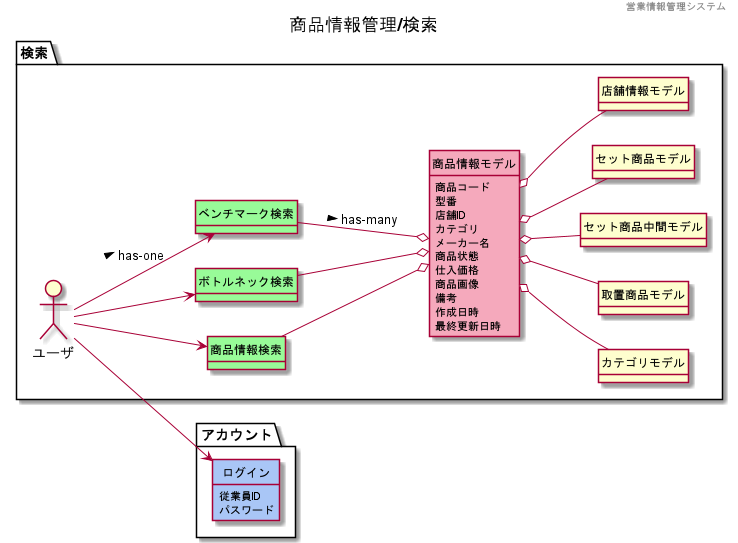 営業情報管理システム
商品情報管理/検索
検索
店舗情報モデル
セット商品モデル
セット商品中間モデル
取置商品モデル
カテゴリモデル
商品情報モデル
商品コード
型番
店舗ID
カテゴリ
メーカー名
商品状態
仕入価格
商品画像
備考
作成日時
最終更新日時
ベンチマーク検索
has-many
has-one
ボトルネック検索
商品情報検索
ユーザ
アカウント
ログイン
従業員ID
パスワード